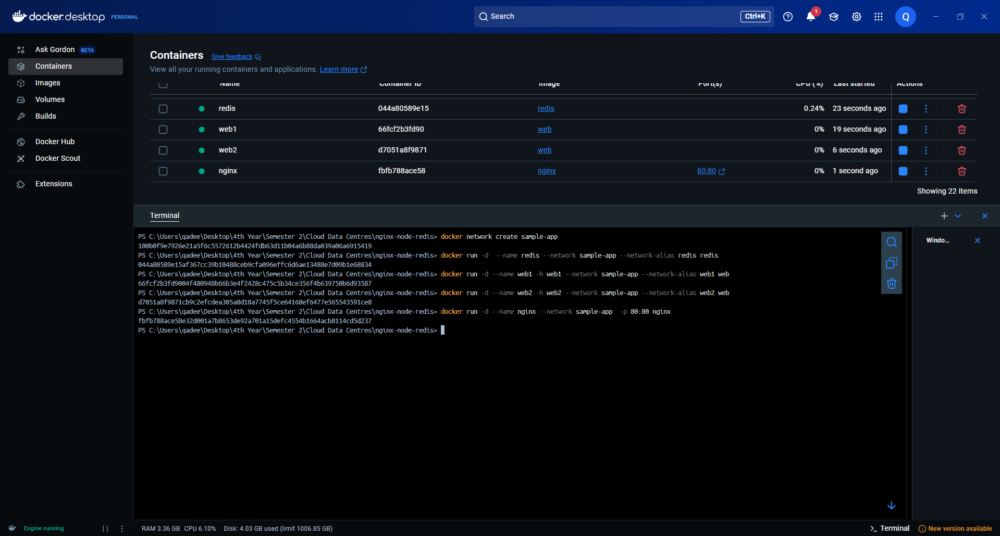 docker.desktop PERSONAL
Search Ctrl+K
1
Q
Ask Gordon BETA
Containers
Images
Volumes
Builds
Docker Hub
Docker Scout
Extensions
Containers Give feedback
View all your running containers and applications. Learn more
Name Container ID Image Port(s) CPU (%) Last started Actions
redis 044a80589e15 redis 0.24% 23 seconds ago
web1 66fcf2b3fd90 web 0% 19 seconds ago
web2 d7051a8f9871 web 0% 6 seconds ago
nginx fbfb788ace58 nginx 80:80 0% 1 second ago
Showing 22 items
Terminal
Windo...
PS C:\Users\qadee\Desktop\4th Year\Semester 2\Cloud Data Centres\nginx-node-redis> docker network create sample-app
100b0f9e7926e21a5f6c5572612b4424fdb63d11b04a6b88da039a06a6915419
PS C:\Users\qadee\Desktop\4th Year\Semester 2\Cloud Data Centres\nginx-node-redis> docker run -d  --name redis --network sample-app --network-alias redis redis
044a80589e15af367cc39b10488ceb9cfa096effc6d6ae13488e7d09b1e68834
PS C:\Users\qadee\Desktop\4th Year\Semester 2\Cloud Data Centres\nginx-node-redis> docker run -d --name web1 -h web1 --network sample-app --network-alias web1 web
66fcf2b3fd9004f480948b66b3e4f2428c475c5b34ce356f4b639750b6d93587
PS C:\Users\qadee\Desktop\4th Year\Semester 2\Cloud Data Centres\nginx-node-redis> docker run -d --name web2 -h web2 --network sample-app --network-alias web2 web
d7051a8f9871cb9c2efcdea305a8d18a7745f5ce64168ef6477e565543591ce8
PS C:\Users\qadee\Desktop\4th Year\Semester 2\Cloud Data Centres\nginx-node-redis> docker run -d --name nginx --network sample-app  -p 80:80 nginx
fbfb788ace58e32d001a7b8653de92a701a15defc4554b1664acb8114cd5d237
PS C:\Users\qadee\Desktop\4th Year\Semester 2\Cloud Data Centres\nginx-node-redis>
Engine running RAM 3.36 GB CPU 6.10% Disk: 4.03 GB used (limit 1006.85 GB) >_ Terminal New version available